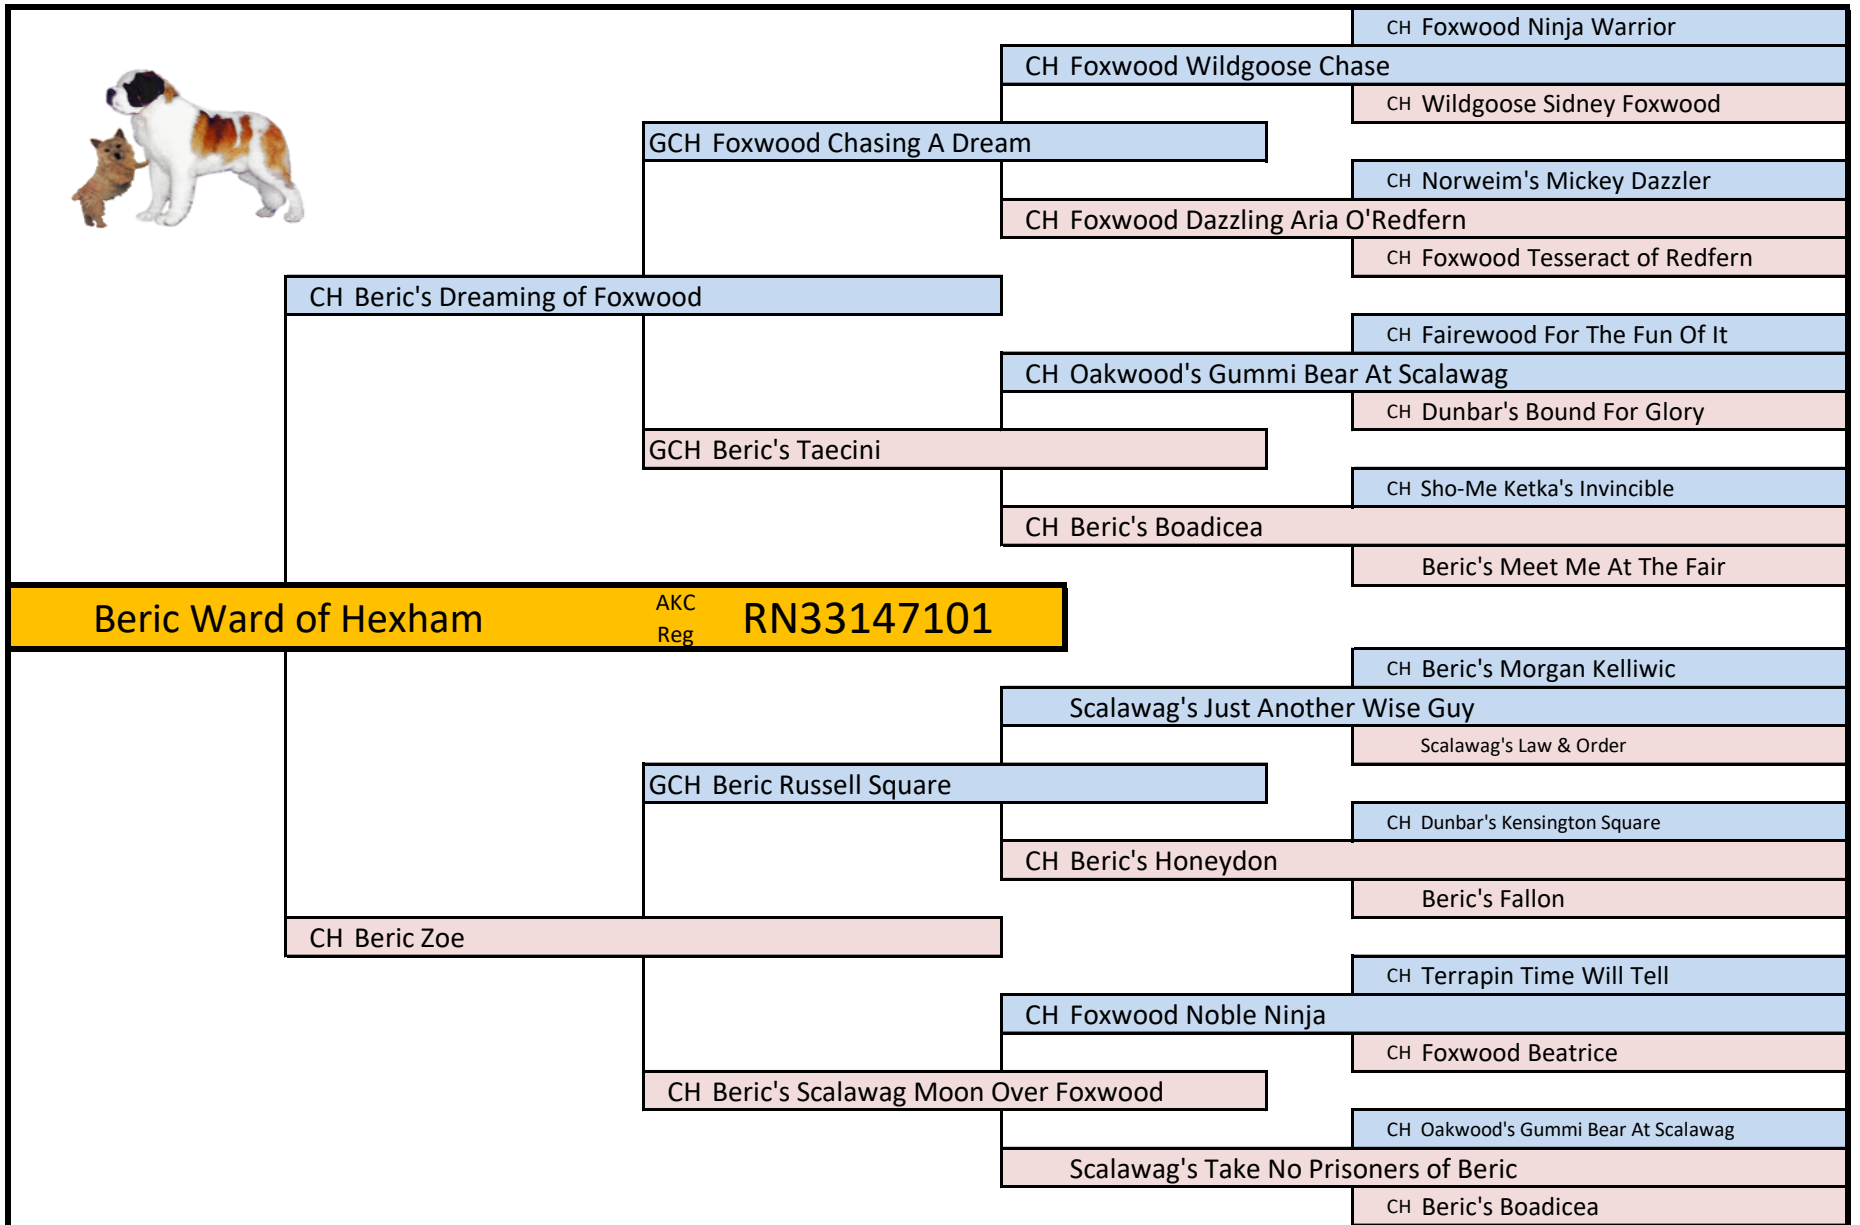 CH Foxwood Ninja Warrior
CH Foxwood Wildgoose Chase
CH Wildgoose Sidney Foxwood
GCH Foxwood Chasing A Dream
CH Norweim's Mickey Dazzler
CH Foxwood Dazzling Aria O'Redfern
CH Foxwood Tesseract of Redfern
CH Beric's Dreaming of Foxwood
CH Fairewood For The Fun Of It
CH Oakwood's Gummi Bear At Scalawag
CH Dunbar's Bound For Glory
GCH Beric's Taecini
CH Sho-Me Ketka's Invincible
CH Beric's Boadicea
Beric's Meet Me At The Fair
Beric Ward of Hexham AKC Reg RN33147101
CH Beric's Morgan Kelliwic
Scalawag's Just Another Wise Guy
Scalawag's Law & Order
GCH Beric Russell Square
CH Dunbar's Kensington Square
CH Beric's Honeydon
Beric's Fallon
CH Beric Zoe
CH Terrapin Time Will Tell
CH Foxwood Noble Ninja
CH Foxwood Beatrice
CH Beric's Scalawag Moon Over Foxwood
CH Oakwood's Gummi Bear At Scalawag
Scalawag's Take No Prisoners of Beric
CH Beric's Boadicea